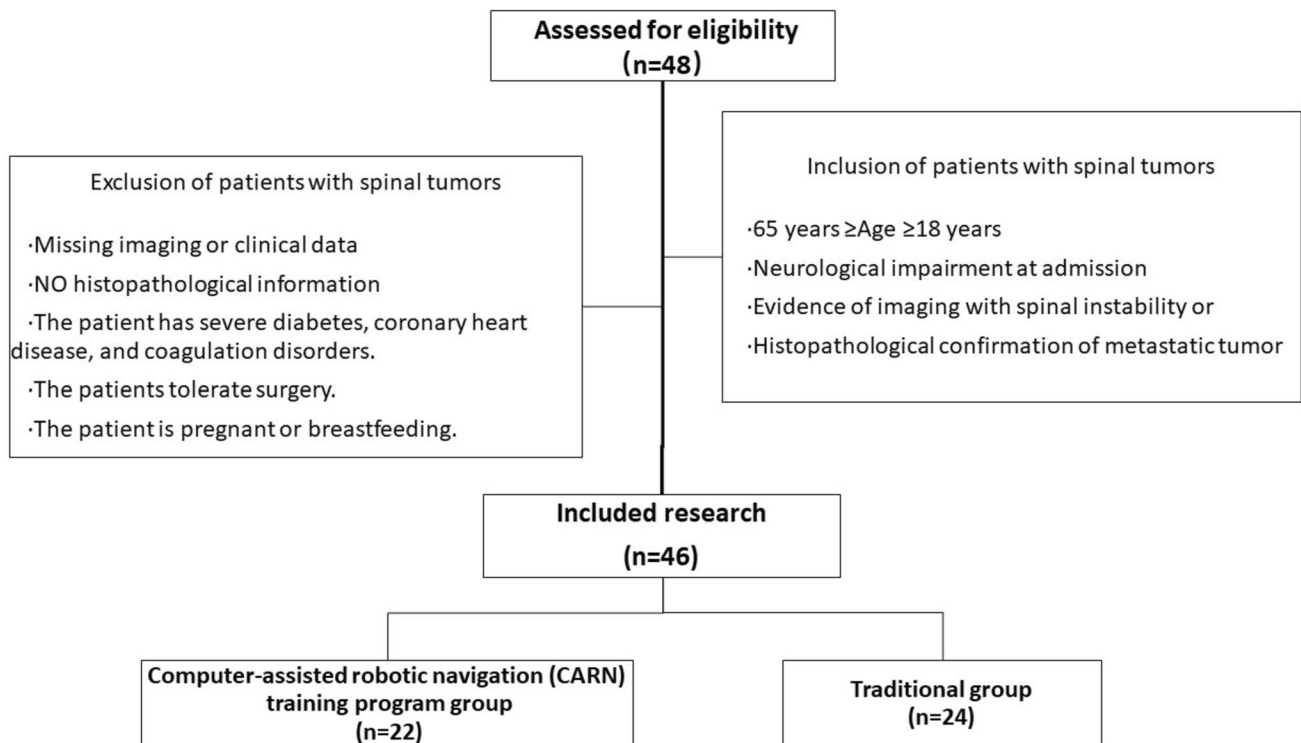 Assessed for eligibility
(n=48)
Exclusion of patients with spinal tumors
·Missing imaging or clinical data
·NO histopathological information
·The patient has severe diabetes, coronary heart
disease, and coagulation disorders.
·The patients tolerate surgery.
·The patient is pregnant or breastfeeding.
Inclusion of patients with spinal tumors
·65 years ≥Age ≥18 years
·Neurological impairment at admission
·Evidence of imaging with spinal instability or
·Histopathological confirmation of metastatic tumor
Included research
(n=46)
Computer-assisted robotic navigation (CARN)
training program group
(n=22)
Traditional group
(n=24)